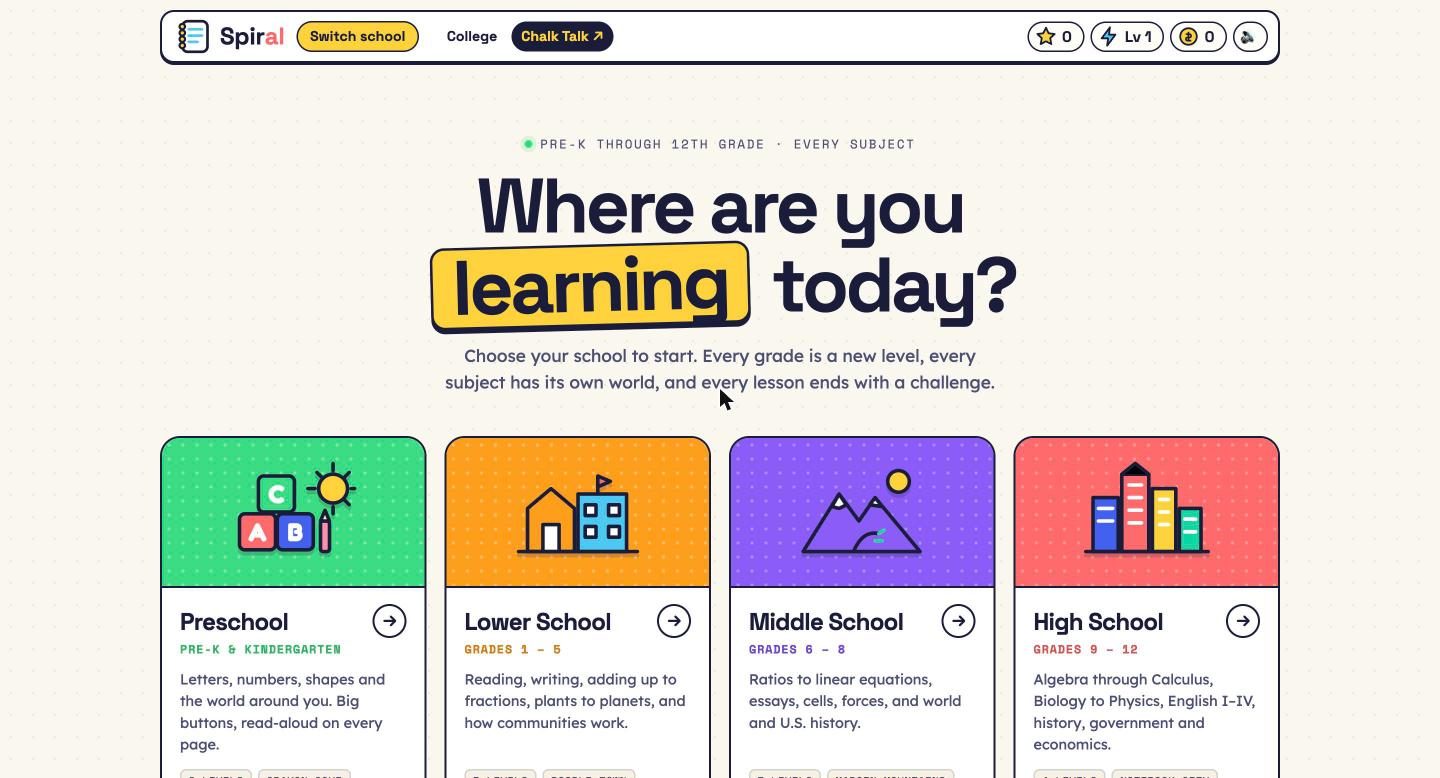 Spiral Switch school College Chalk Talk ↗ 0 Lv 1 0
PRE-K THROUGH 12TH GRADE · EVERY SUBJECT
Where are you
learning today?
Choose your school to start. Every grade is a new level, every
subject has its own world, and every lesson ends with a challenge.
C
A B
Preschool
PRE-K & KINDERGARTEN
Letters, numbers, shapes and
the world around you. Big
buttons, read-aloud on every
page.
Lower School
GRADES 1 – 5
Reading, writing, adding up to
fractions, plants to planets, and
how communities work.
Middle School
GRADES 6 – 8
Ratios to linear equations,
essays, cells, forces, and world
and U.S. history.
High School
GRADES 9 – 12
Algebra through Calculus,
Biology to Physics, English I–IV,
history, government and
economics.